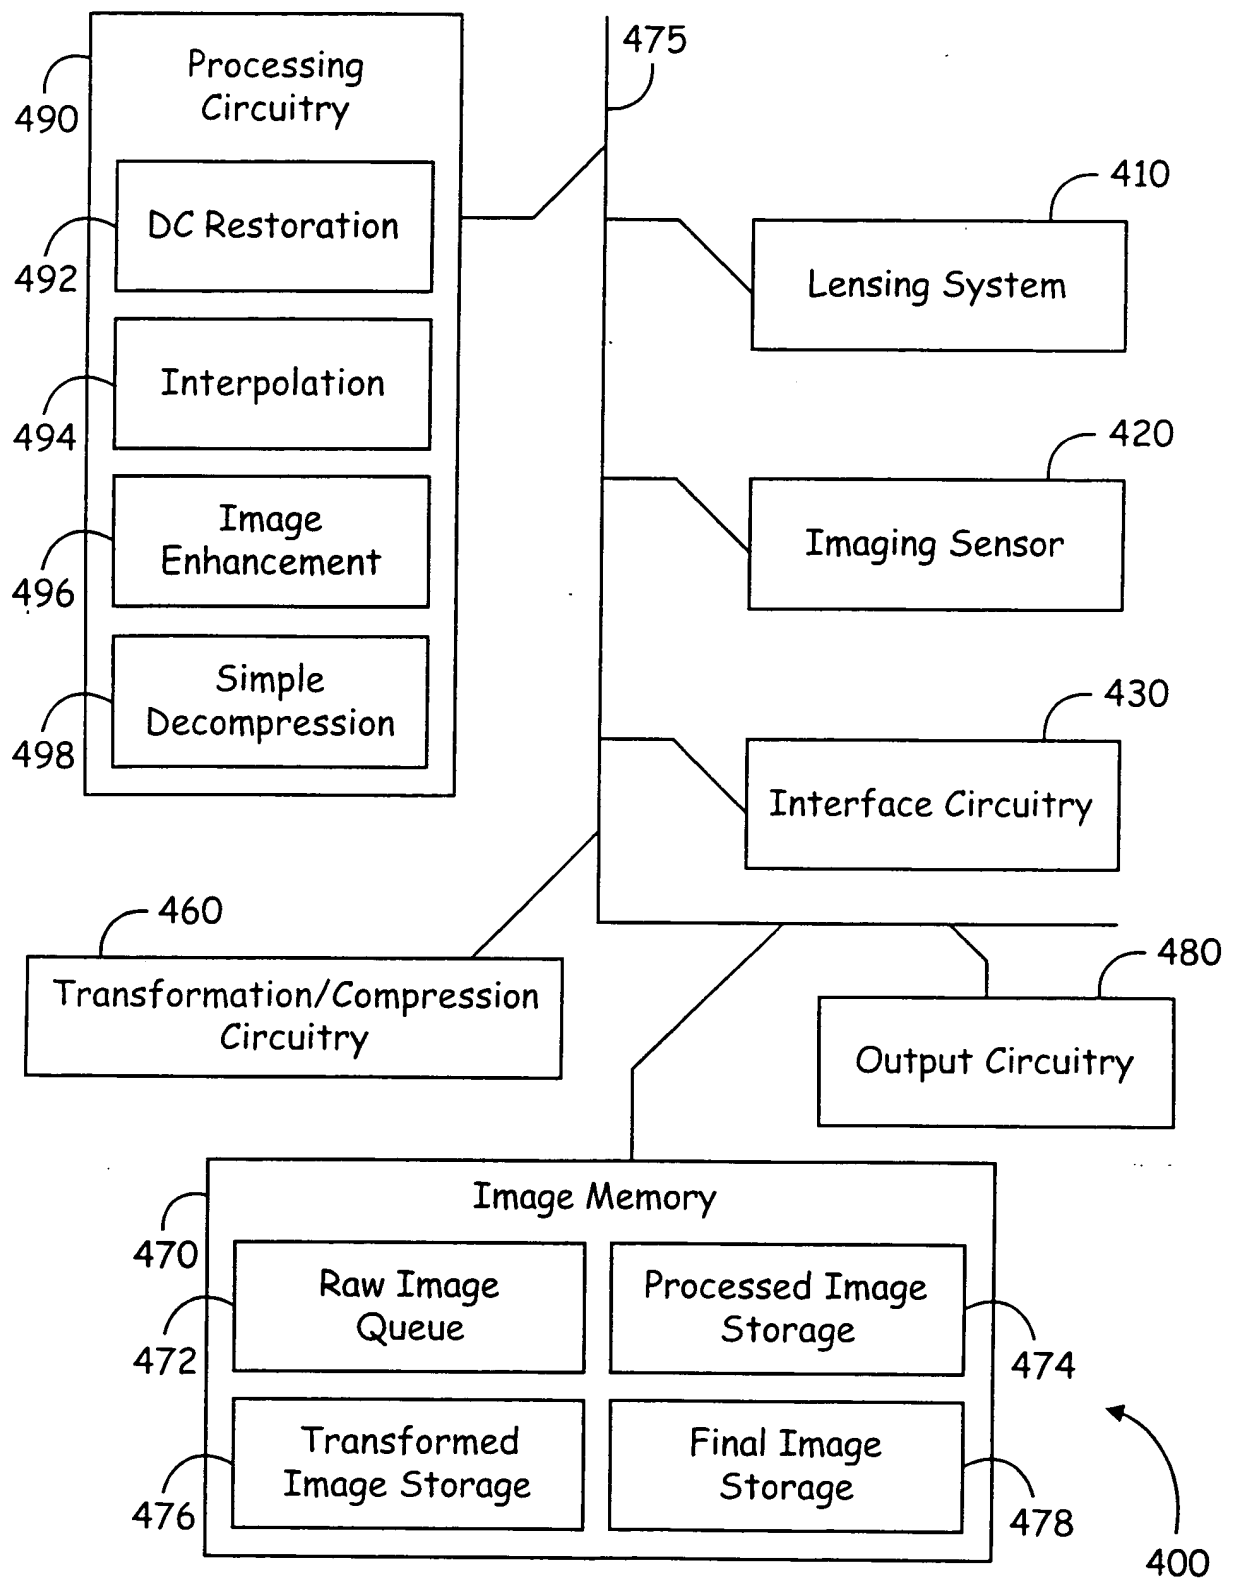 475
Processing
Circuitry
490
DC Restoration
492
Interpolation
494
Image
Enhancement
496
Simple
Decompression
498
410
Lensing System
420
Imaging Sensor
430
Interface Circuitry
460
Transformation/Compression
Circuitry
480
Output Circuitry
Image Memory
470
Raw Image
Queue
472
Processed Image
Storage
474
Transformed
Image Storage
476
Final Image
Storage
478
400